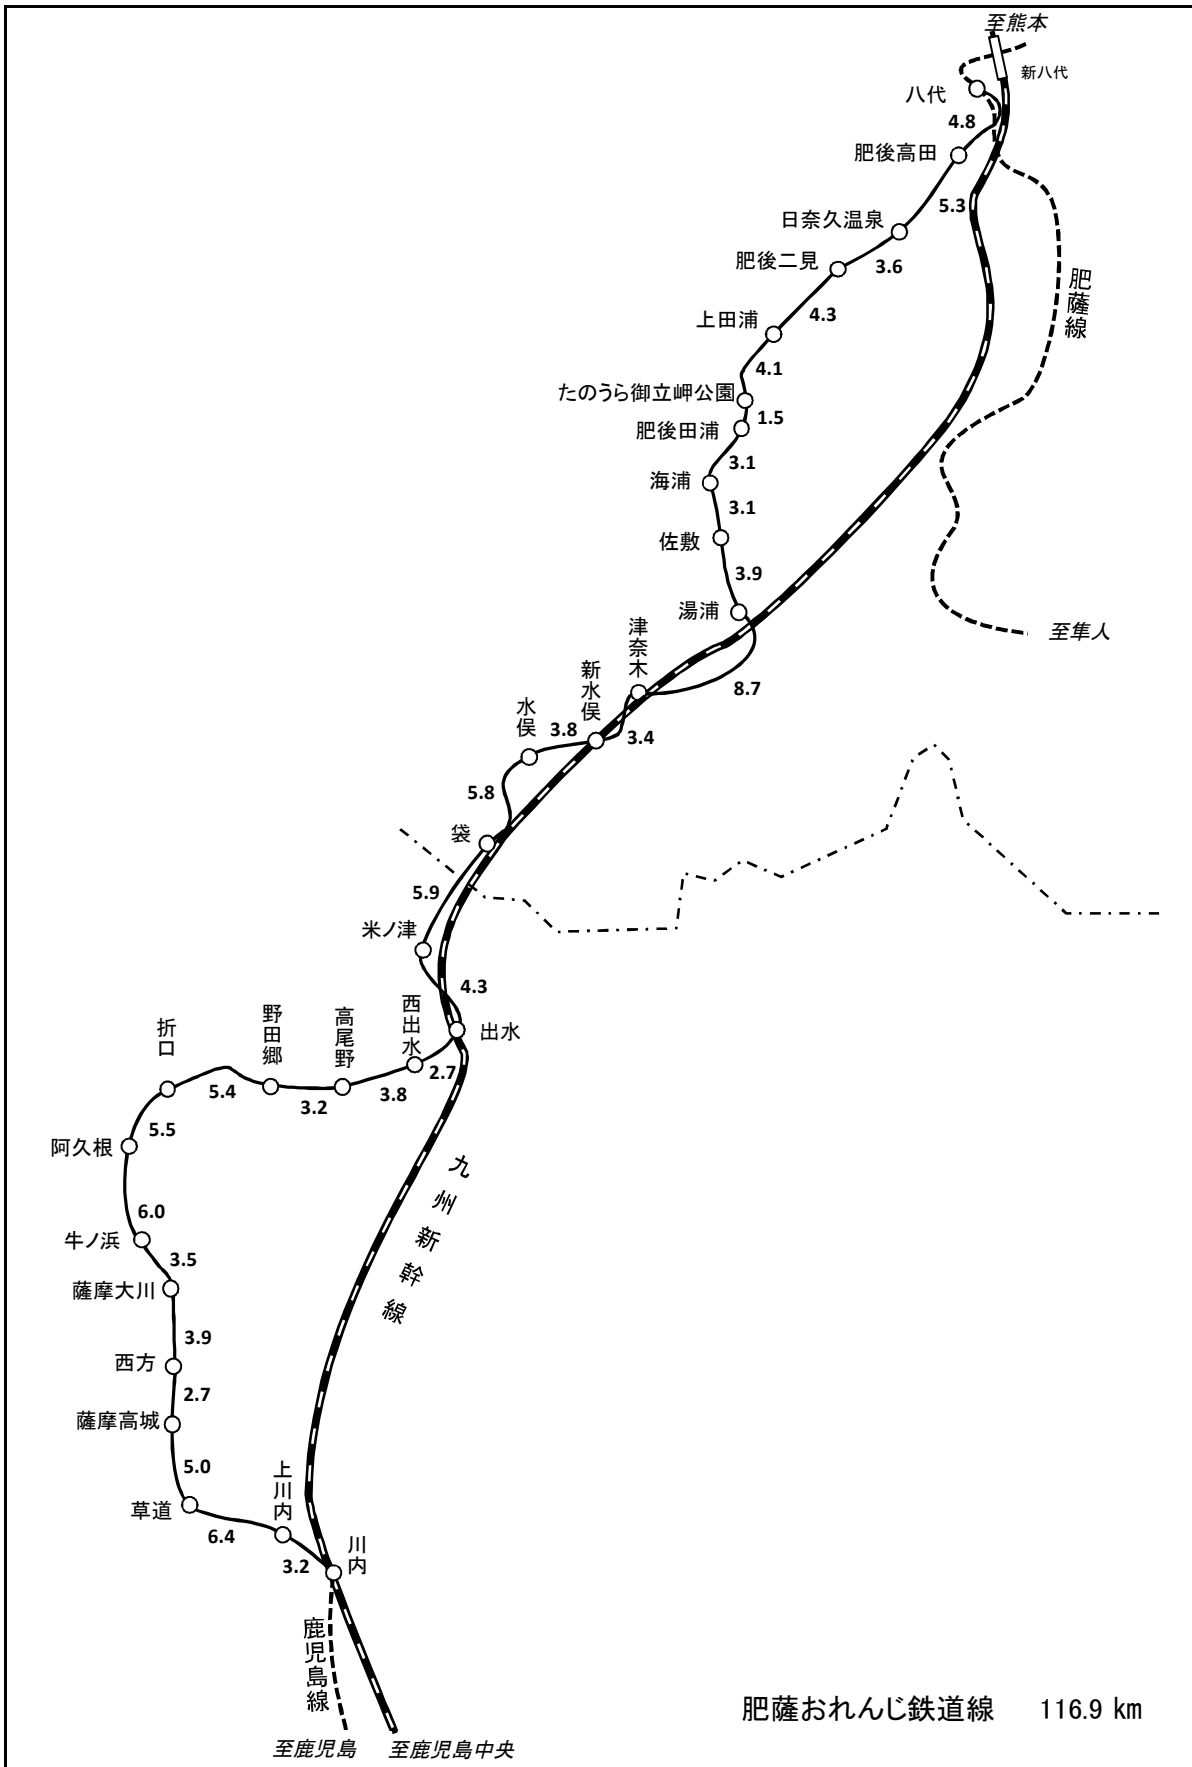 至熊本
新八代
八代
4.8
肥後高田
5.3
日奈久温泉
3.6
肥後二見
4.3
肥薩線
上田浦
4.1
たのうら御立岬公園
1.5
肥後田浦
3.1
海浦
3.1
佐敷
3.9
湯浦
至隼人
8.7
津奈木
3.4
新水俣
3.8
水俣
5.8
袋
5.9
米ノ津
4.3
出水
2.7
西出水
3.8
高尾野
3.2
野田郷
5.4
折口
5.5
阿久根
6.0
牛ノ浜
3.5
薩摩大川
3.9
西方
2.7
薩摩高城
5.0
草道
6.4
上川内
3.2
川内
九州新幹線
鹿児島線
至鹿児島
至鹿児島中央
肥薩おれんじ鉄道線 116.9 km